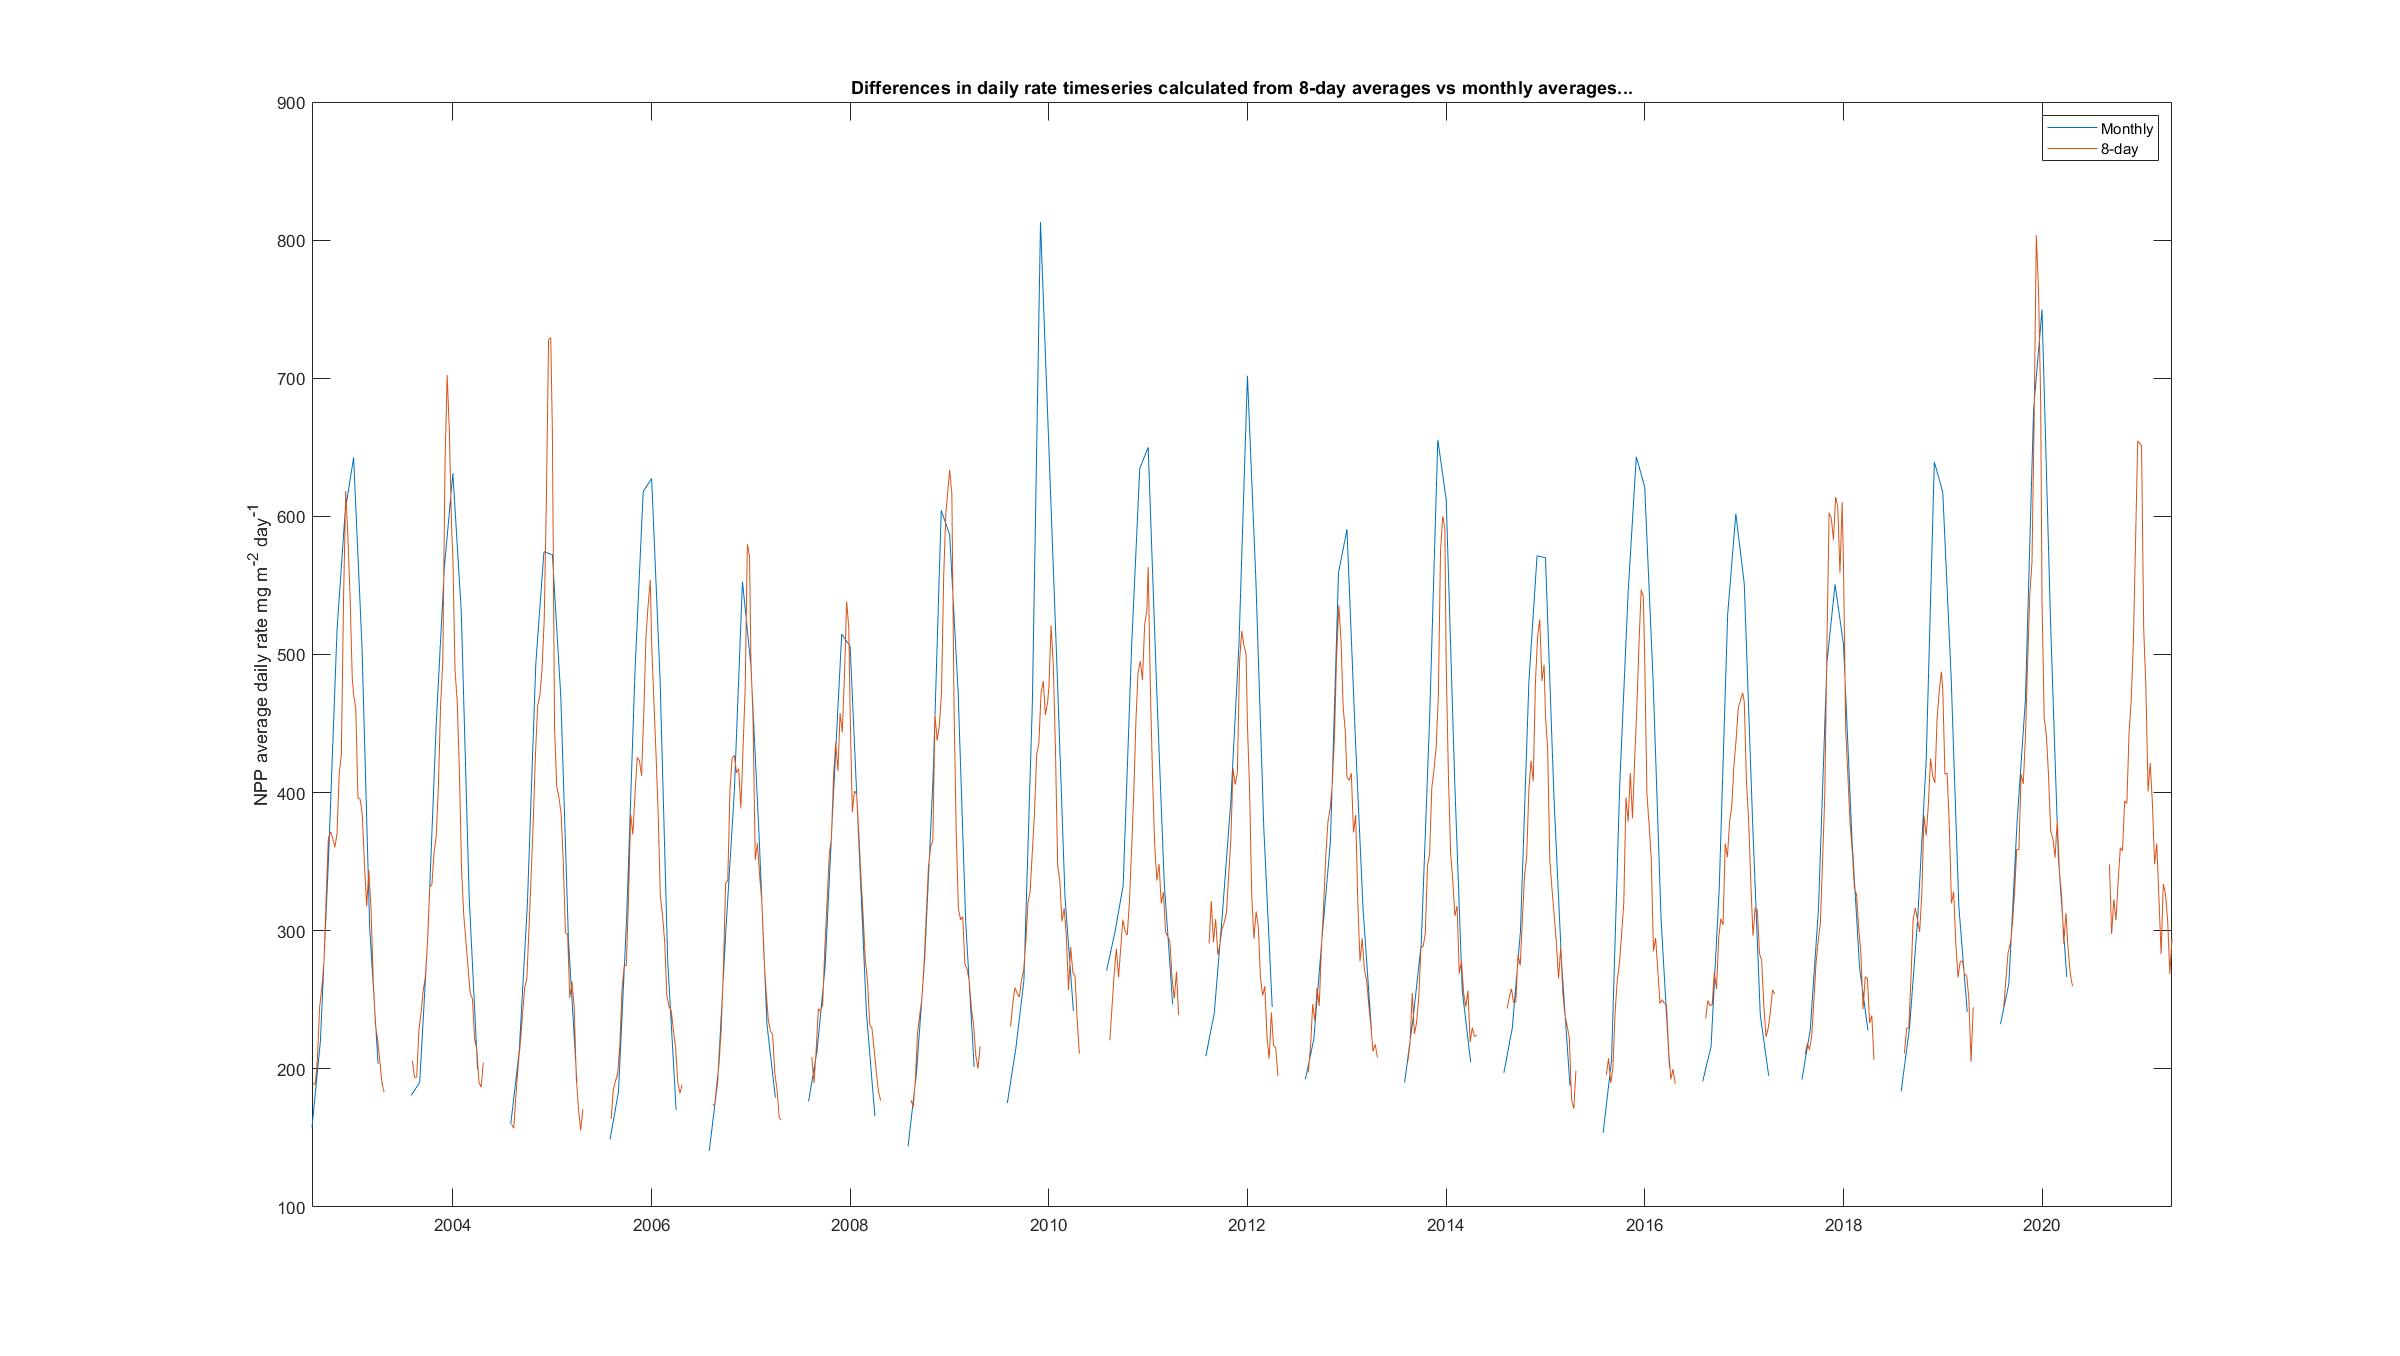 Differences in daily rate timeseries calculated from 8-day averages vs monthly averages...
900
800
700
600
500
400
300
200
100
NPP average daily rate mg m-2 day-1
Monthly
8-day
2004 2006 2008 2010 2012 2014 2016 2018 2020